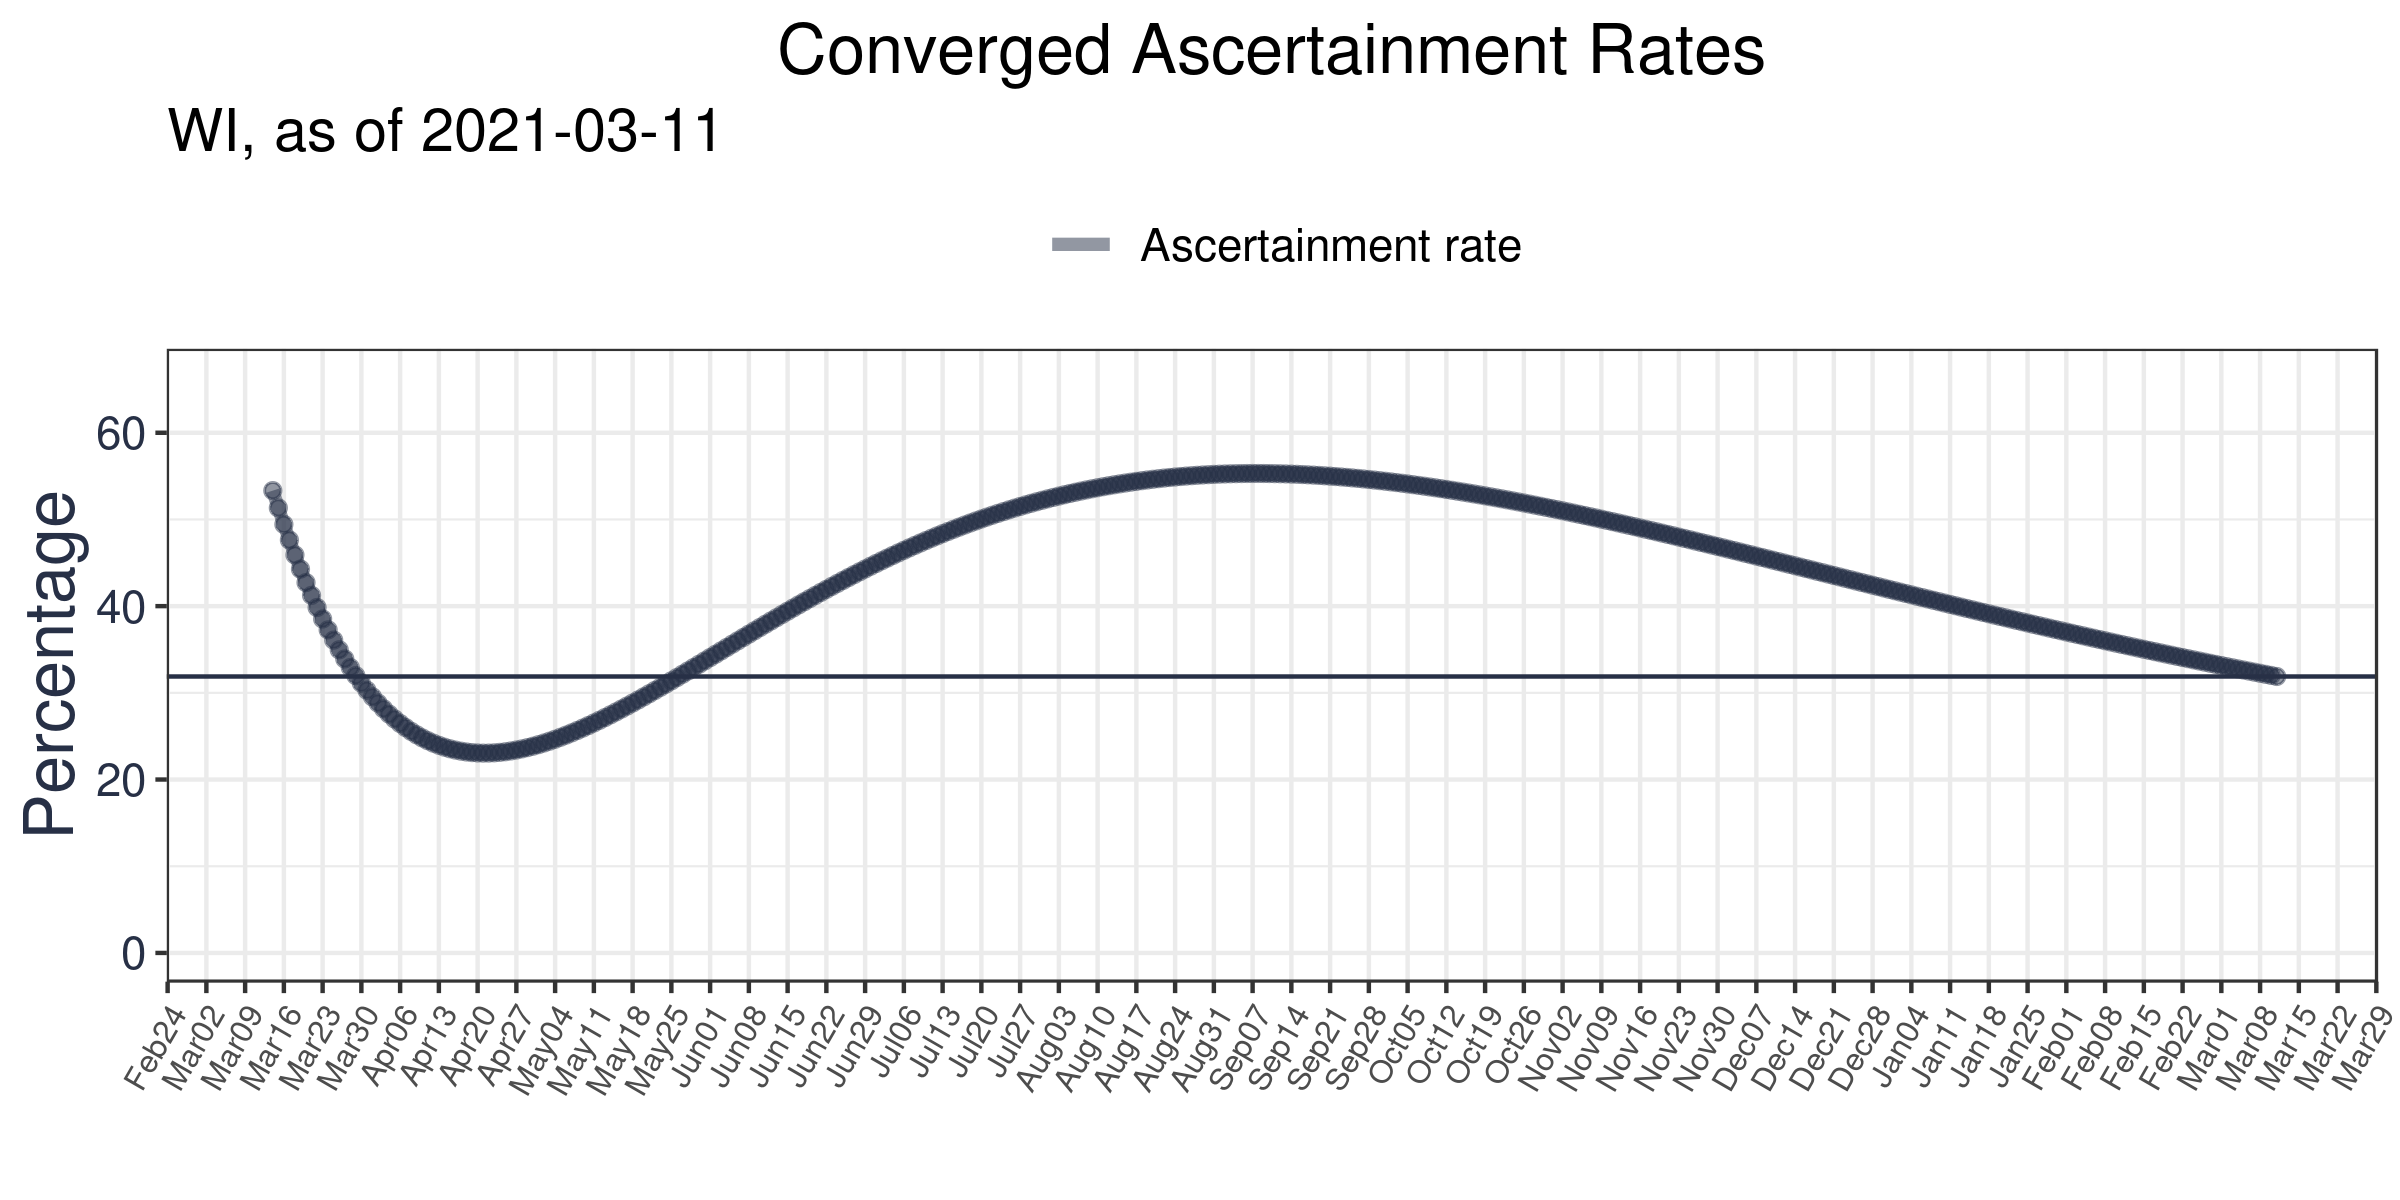 Converged Ascertainment Rates
WI, as of 2021-03-11
Ascertainment rate
Percentage
60
40
20
0
Feb24 Mar02 Mar09 Mar16 Mar23 Mar30 Apr06 Apr13 Apr20 Apr27 May04 May11 May18 May25 Jun01 Jun08 Jun15 Jun22 Jun29 Jul06 Jul13 Jul20 Jul27 Aug03 Aug10 Aug17 Aug24 Aug31 Sep07 Sep14 Sep21 Sep28 Oct05 Oct12 Oct19 Oct26 Nov02 Nov09 Nov16 Nov23 Nov30 Dec07 Dec14 Dec21 Dec28 Jan04 Jan11 Jan18 Jan25 Feb01 Feb08 Feb15 Feb22 Mar01 Mar08 Mar15 Mar22 Mar29